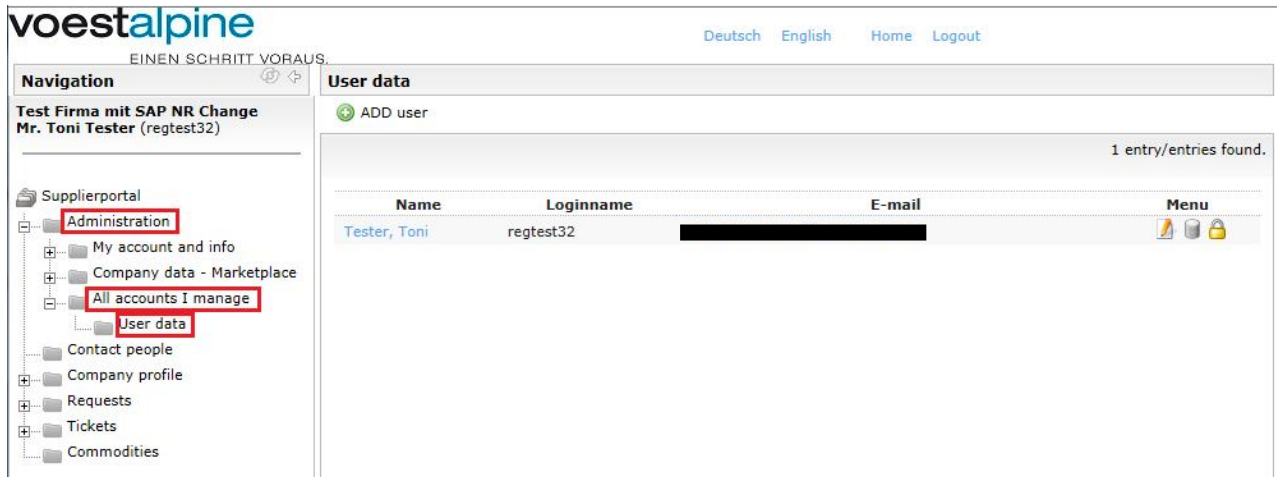 voestalpine
EINEN SCHRITT VORAUS.
Deutsch English Home Logout
Navigation
Test Firma mit SAP NR Change
Mr. Toni Tester (regtest32)
Supplierportal
Administration
My account and info
Company data - Marketplace
All accounts I manage
User data
Contact people
Company profile
Requests
Tickets
Commodities
User data
ADD user
1 entry/entries found.
Name Loginname E-mail Menu
Tester, Toni regtest32